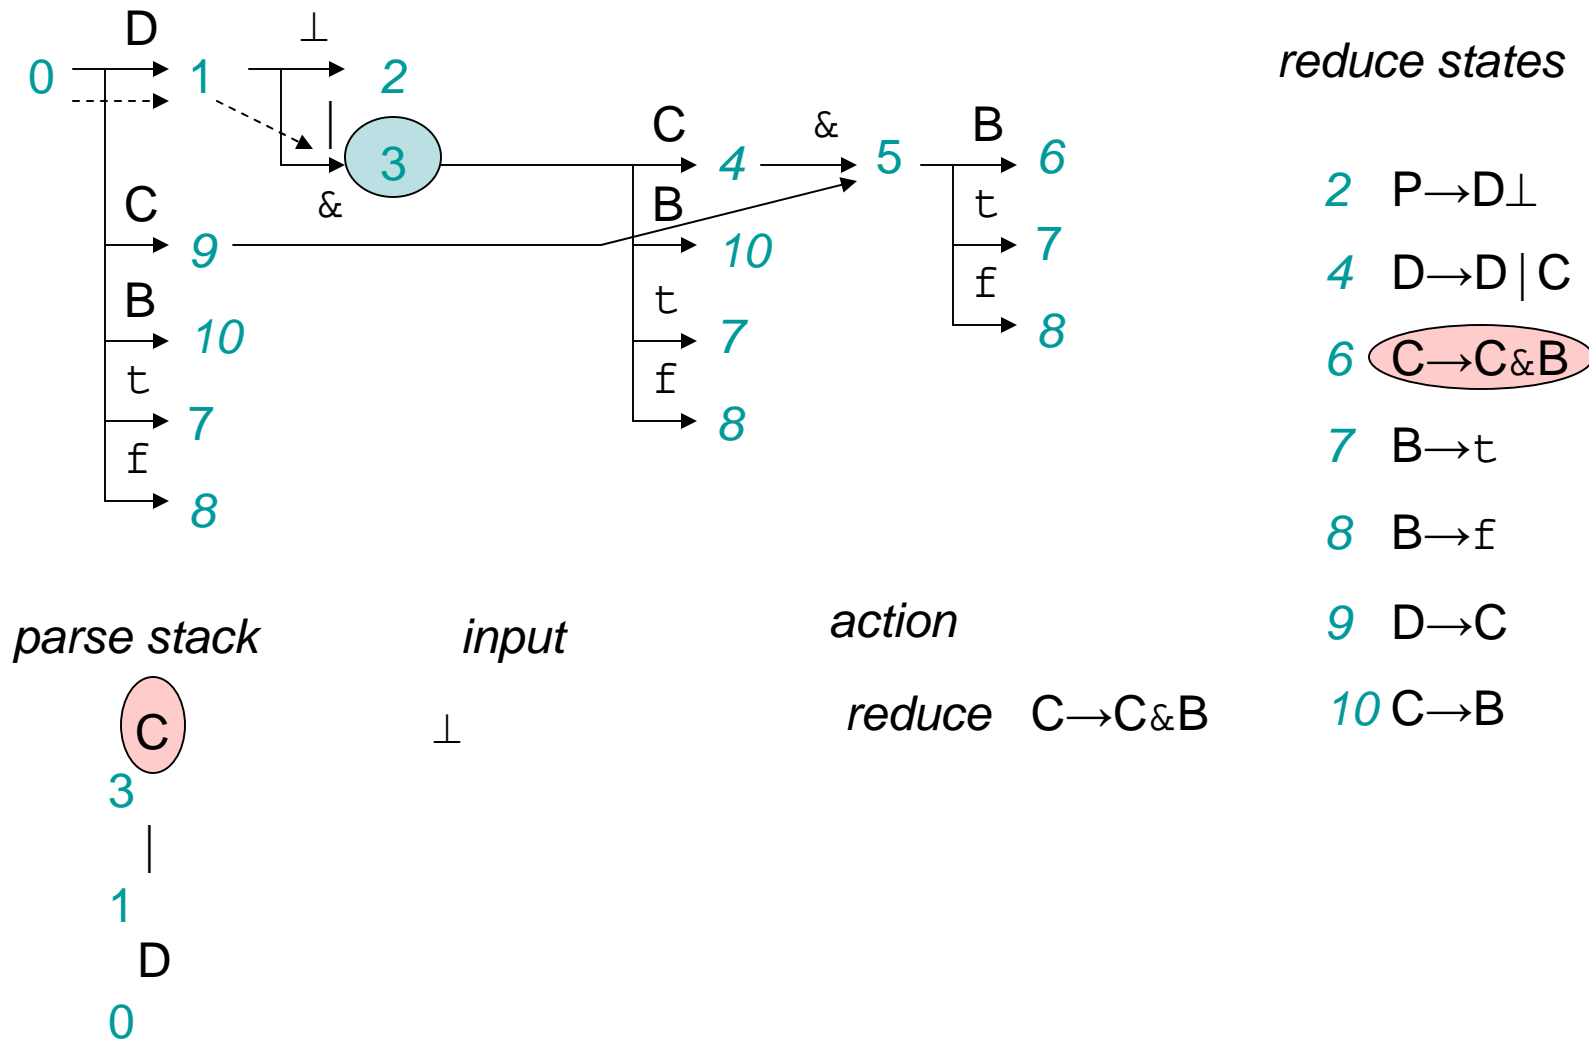 D ⊥
0 1 2
|
3
&
C & B
4 5 6
C B t
9 10 7
B t f
10 7 8
t f
7 8
f
8
reduce states
2 P→D⊥
4 D→D|C
6 C→C&B
7 B→t
8 B→f
9 D→C
10 C→B
parse stack input action
C ⊥ reduce C→C&B
3
|
1
D
0